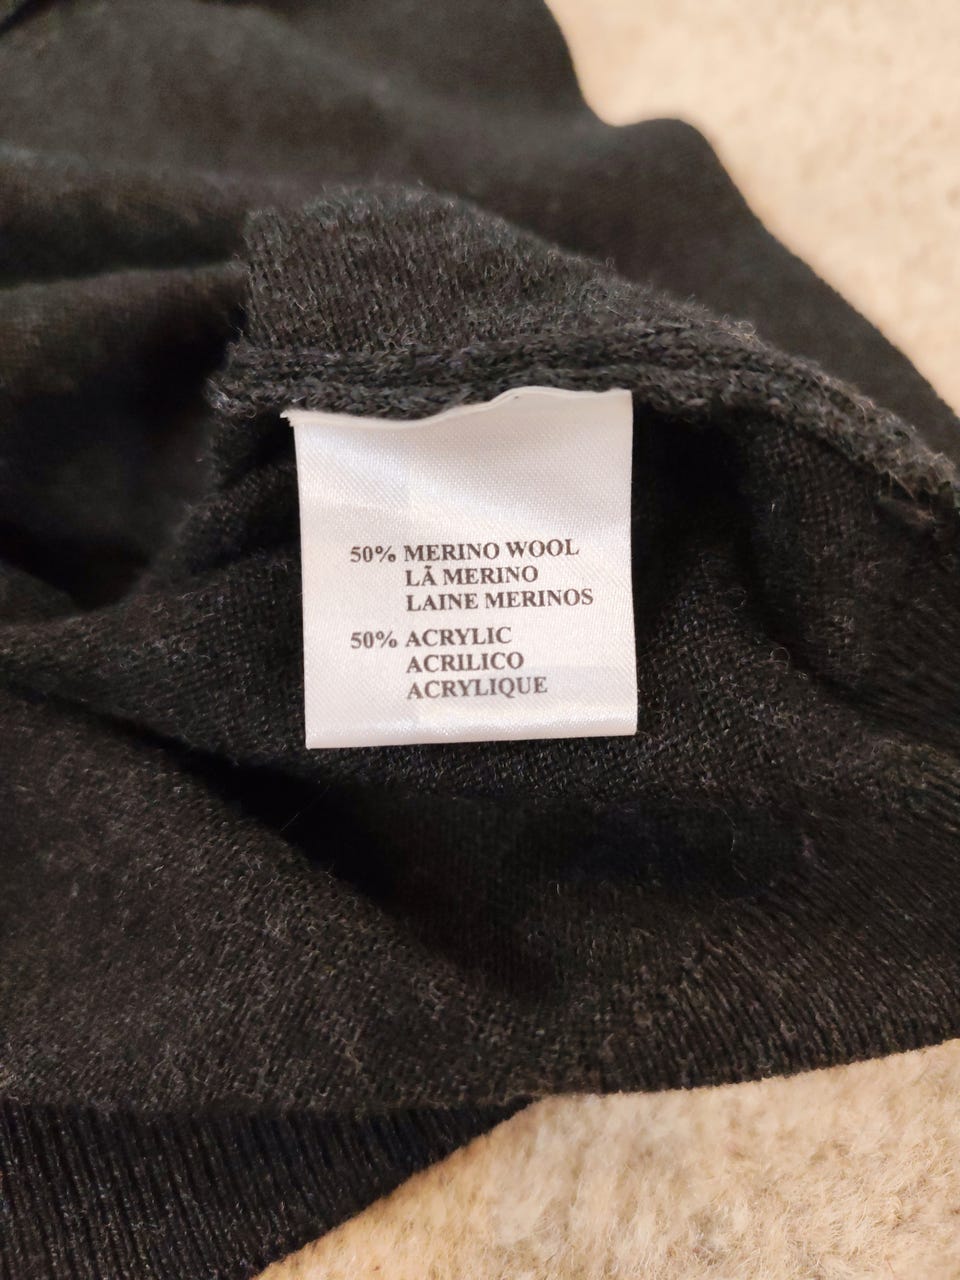 50% MERINO WOOL
LÃ MERINO
LAINE MERINOS
50% ACRYLIC
ACRILICO
ACRYLIQUE